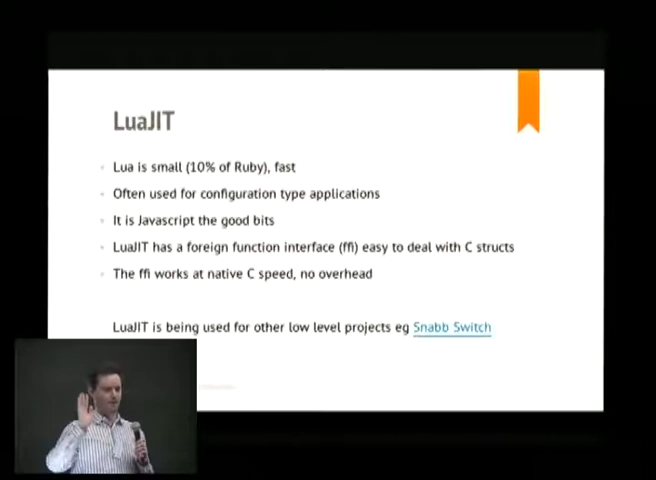 LuaJIT
Lua is small (10% of Ruby), fast
Often used for configuration type applications
It is Javascript the good bits
LuaJIT has a foreign function interface (ffi) easy to deal with C structs
The ffi works at native C speed, no overhead
LuaJIT is being used for other low level projects eg Snabb Switch